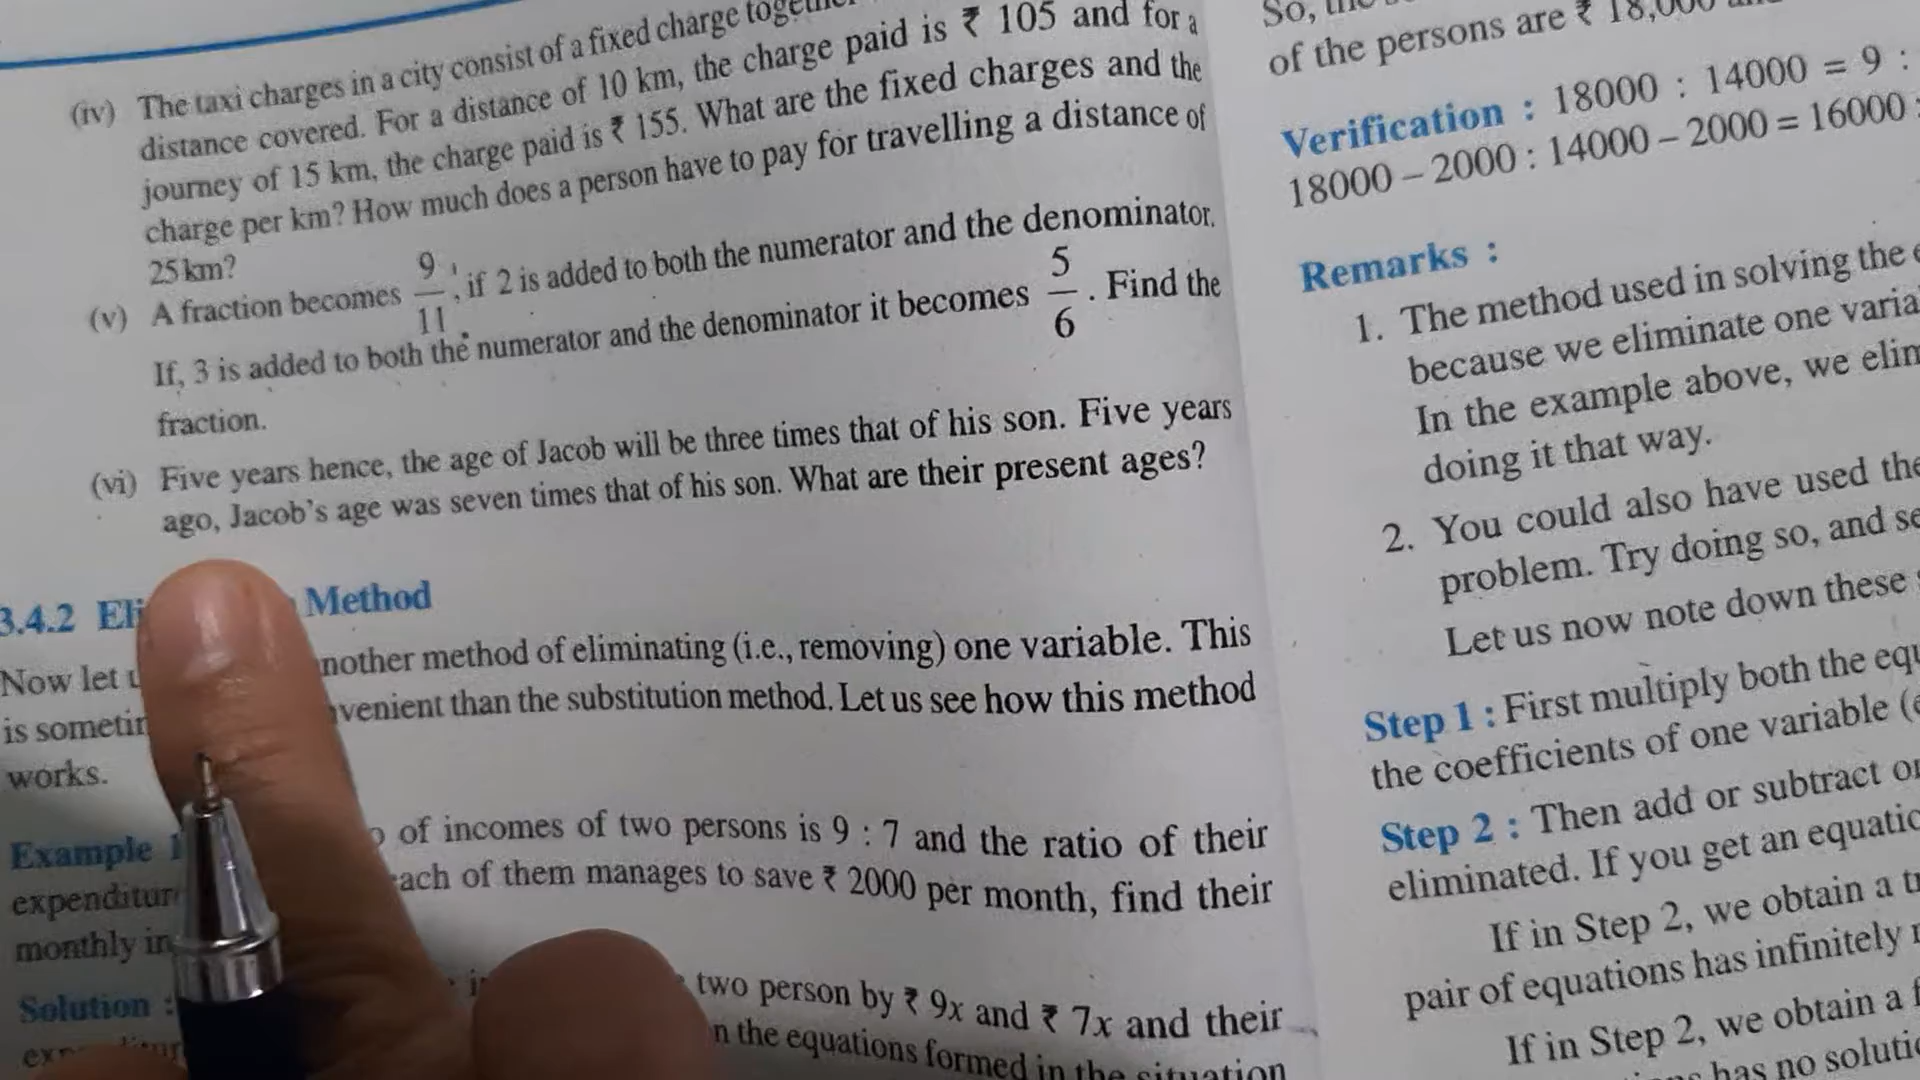 (iv) The taxi charges in a city consist of a fixed charge
distance covered. For a distance of 10 km, the charge paid is ₹ 105 and for a
journey of 15 km, the charge paid is ₹ 155. What are the fixed charges and the
charge per km? How much does a person have to pay for travelling a distance of
25 km?
(v) A fraction becomes 9/11, if 2 is added to both the numerator and the denominator.
If, 3 is added to both the numerator and the denominator it becomes 5/6. Find the
fraction.
(vi) Five years hence, the age of Jacob will be three times that of his son. Five years
ago, Jacob's age was seven times that of his son. What are their present ages?
3.4.2 Method
Now let
method of eliminating (i.e., removing) one variable. This
is
than the substitution method. Let us see how this method
works.
Example
of incomes of two persons is 9 : 7 and the ratio of their
of them manages to save ₹ 2000 per month, find their
monthly
Solution :
two person by ₹ 9x and ₹ 7x and their
the equations formed in the situation
So,
of the persons are ₹ 18,000
Verification : 18000 : 14000 = 9 :
18000 – 2000 : 14000 – 2000 = 16000
Remarks :
1. The method used in solving the
because we eliminate one
In the example above, we
doing it that way.
2. You could also have used
problem. Try doing so, and
Let us now note down these
Step 1 : First multiply both the
the coefficients of one variable
Step 2 : Then add or subtract
eliminated. If you get an
If in Step 2, we obtain a
pair of equations has infinitely
If in Step 2, we obtain a
has no